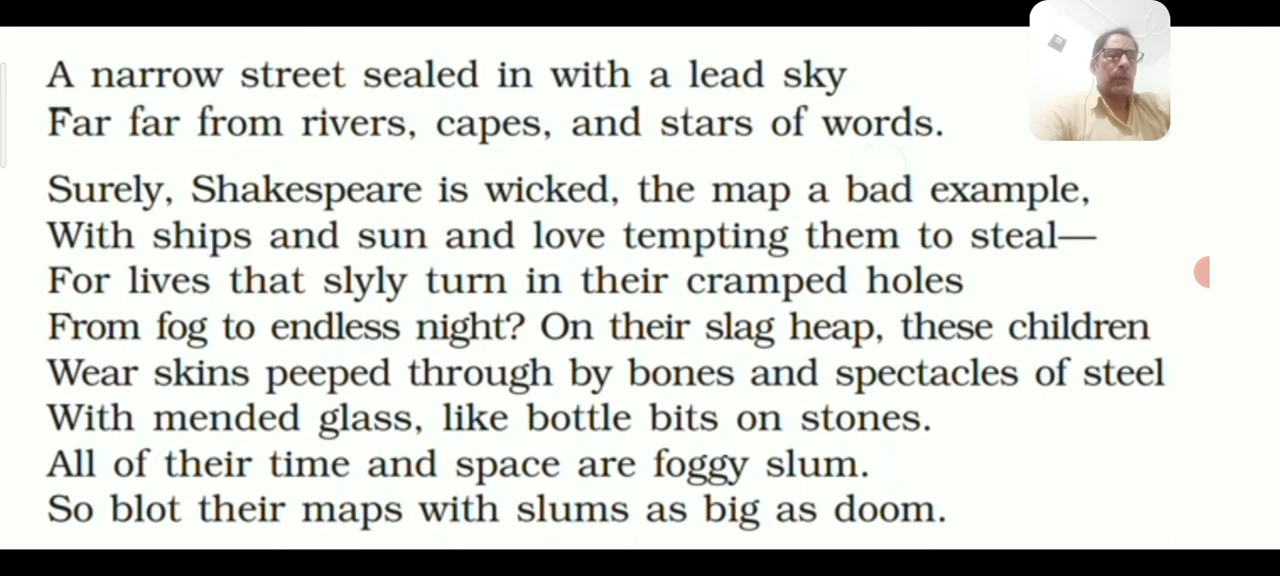 A narrow street sealed in with a lead sky
Far far from rivers, capes, and stars of words.
Surely, Shakespeare is wicked, the map a bad example,
With ships and sun and love tempting them to steal—
For lives that slyly turn in their cramped holes
From fog to endless night? On their slag heap, these children
Wear skins peeped through by bones and spectacles of steel
With mended glass, like bottle bits on stones.
All of their time and space are foggy slum.
So blot their maps with slums as big as doom.